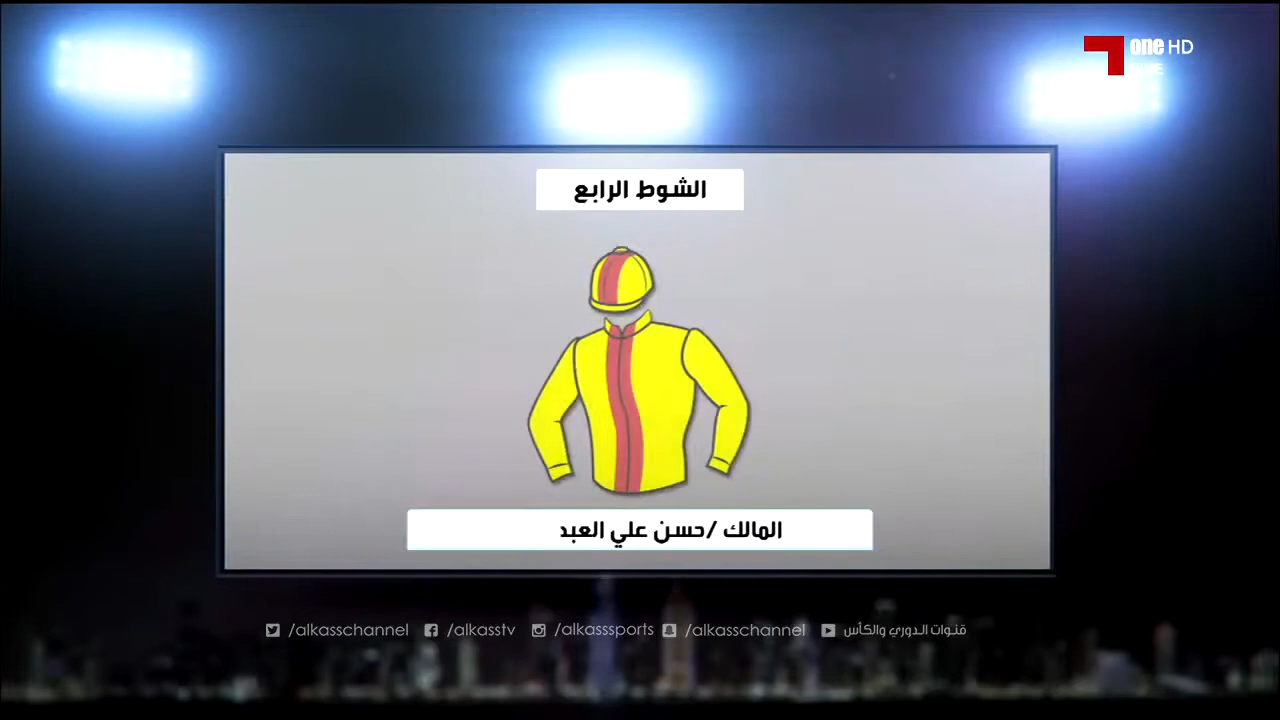 one HD
الشوط الرابع
المالك /حسن علي العبد
/alkasschannel /alkasstv /alkasssports /alkasschannel قنوات الدوري والكأس